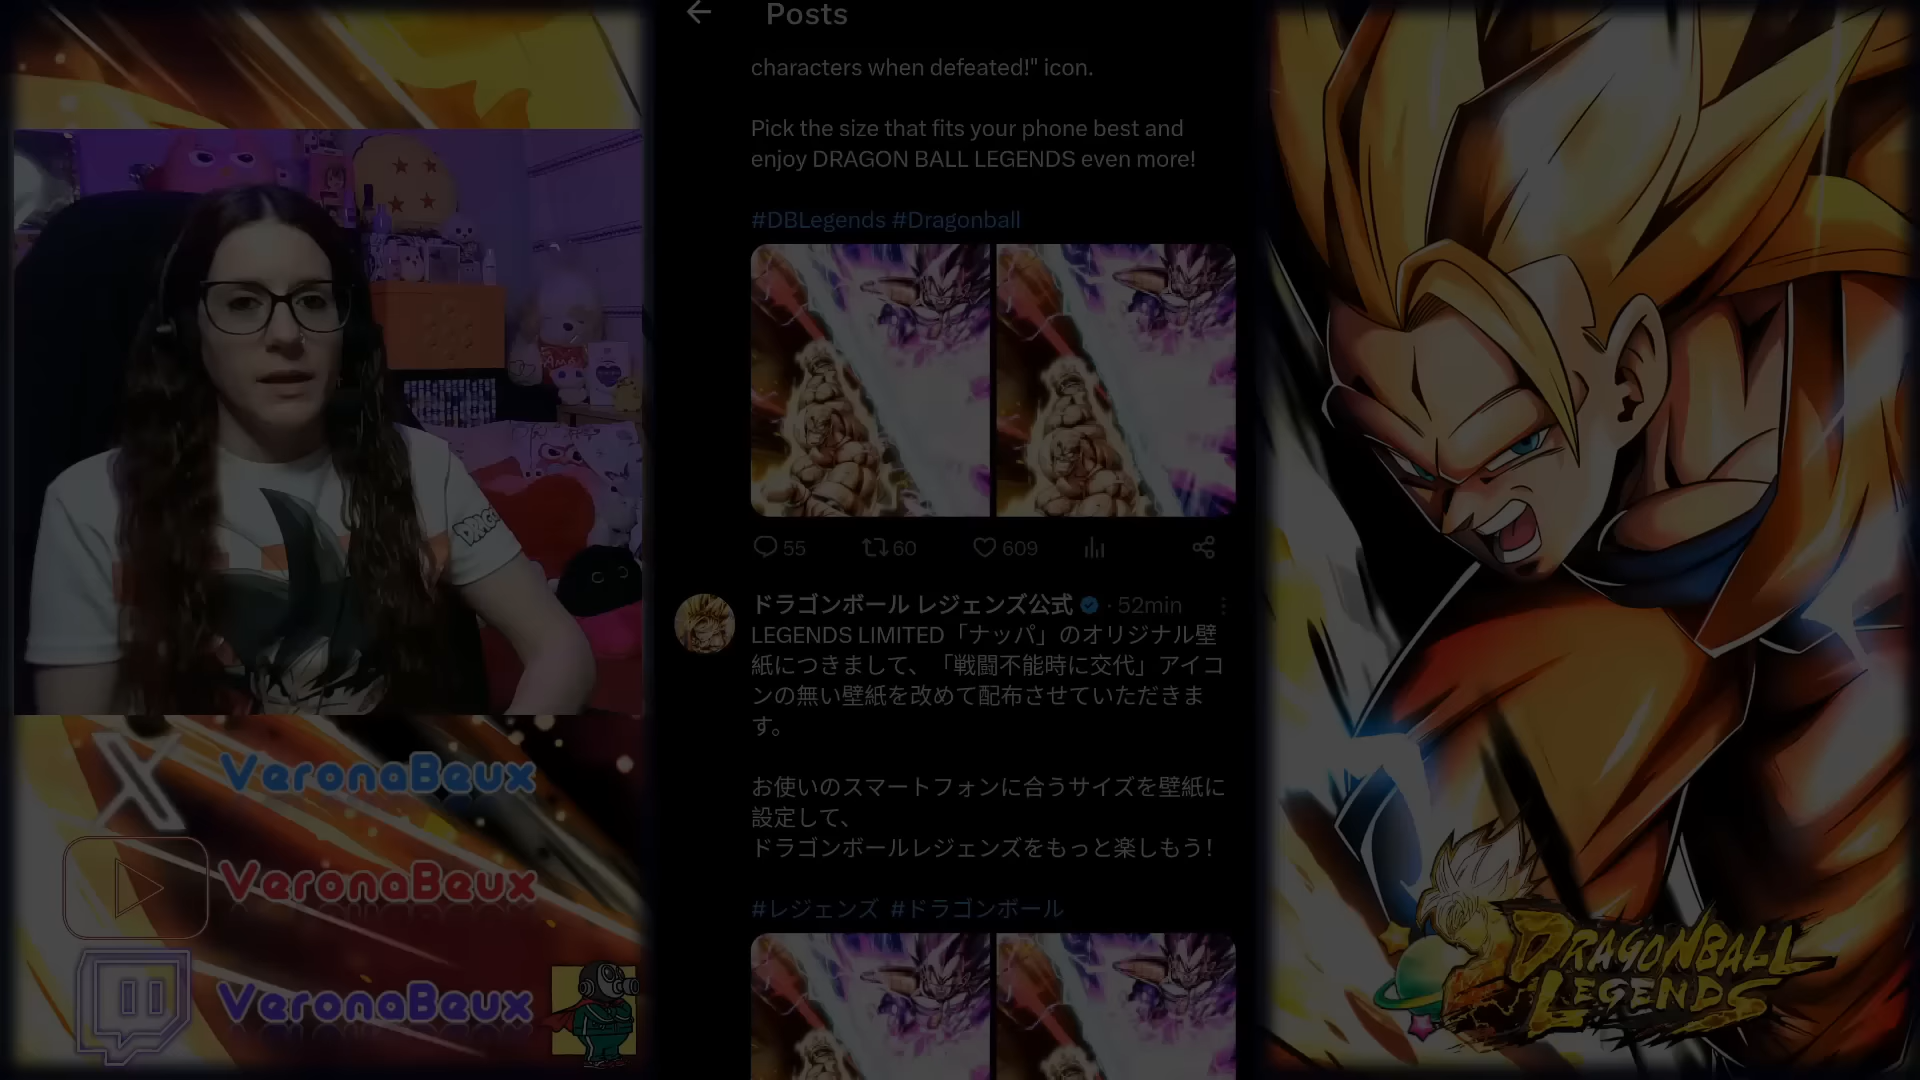 Posts
characters when defeated!" icon.
Pick the size that fits your phone best and
enjoy DRAGON BALL LEGENDS even more!
#DBLegends #Dragonball
55 60 609
ドラゴンボール レジェンズ公式 · 52min
LEGENDS LIMITED「ナッパ」のオリジナル壁
紙につきまして、「戦闘不能時に交代」アイコ
ンの無い壁紙を改めて配布させていただきま
す。
お使いのスマートフォンに合うサイズを壁紙に
設定して、
ドラゴンボールレジェンズをもっと楽しもう!
#レジェンズ #ドラゴンボール
VeronaBeux
VeronaBeux
VeronaBeux
DRAGONBALL
LEGENDS